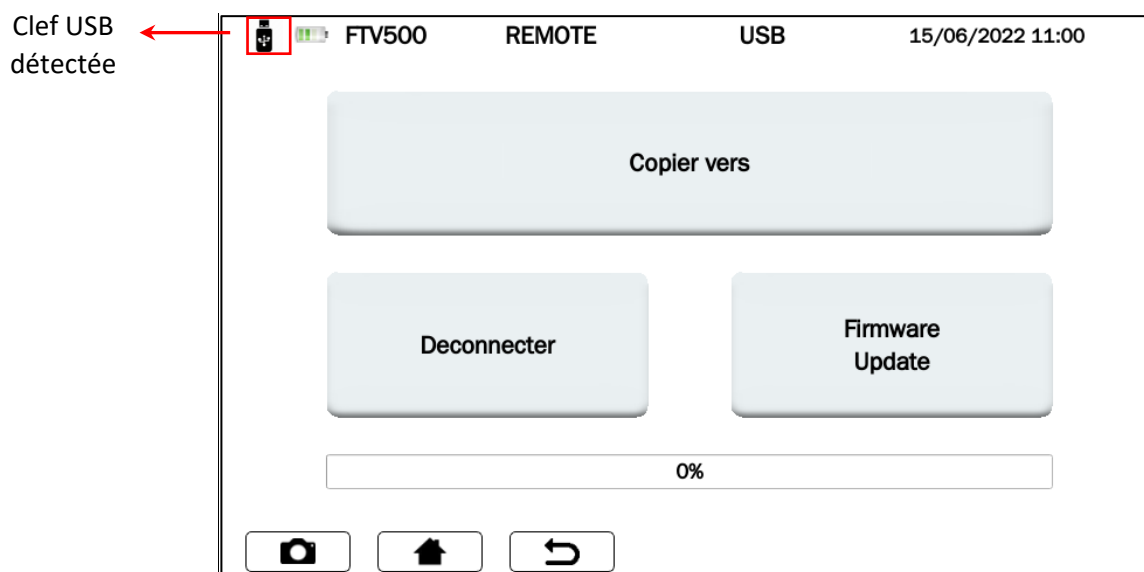 Clef USB
détectée
FTV500 REMOTE USB 15/06/2022 11:00
Copier vers
Deconnecter
Firmware
Update
0%